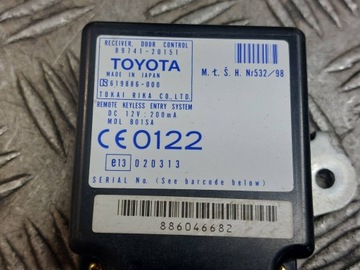 RECEIVER, DOOR CONTROL
89741-20151
TOYOTA
MADE IN JAPAN
619886-000
TOKAI RIKA CO., LTD.
M. t. Š. H. Nr532/98
REMOTE KEYLESS ENTRY SYSTEM
DC 12V; 200mA
MDL B01SA
CE0122
e13 020313
SERIAL No. (See barcode below)
886046682